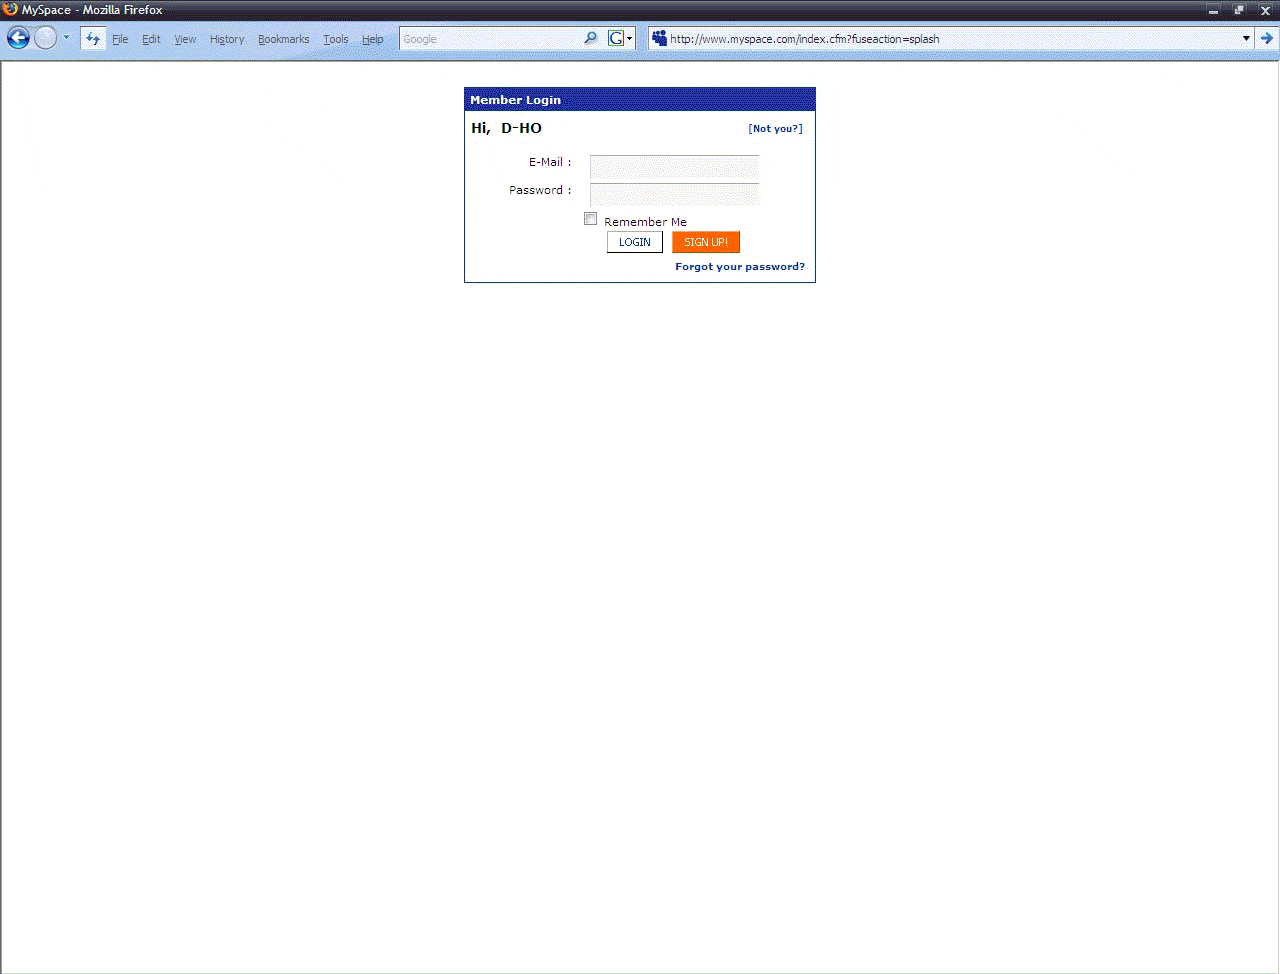 MySpace - Mozilla Firefox
File Edit View History Bookmarks Tools Help Google G http://www.myspace.com/index.cfm?fuseaction=splash
Member Login
Hi, D-HO [Not you?]
E-Mail :
Password :
Remember Me
LOGIN SIGN UP!
Forgot your password?